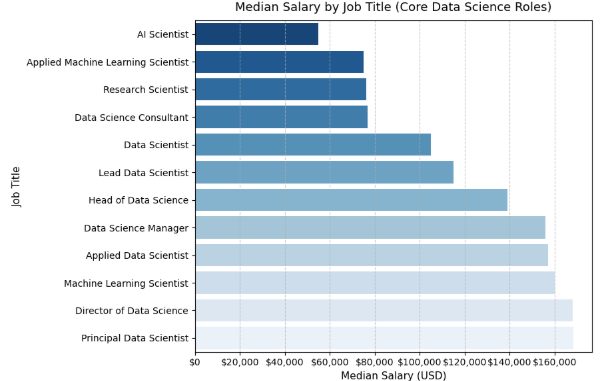 Median Salary by Job Title (Core Data Science Roles)
Job Title
AI Scientist
Applied Machine Learning Scientist
Research Scientist
Data Science Consultant
Data Scientist
Lead Data Scientist
Head of Data Science
Data Science Manager
Applied Data Scientist
Machine Learning Scientist
Director of Data Science
Principal Data Scientist
$0 $20,000 $40,000 $60,000 $80,000 $100,000 $120,000 $140,000 $160,000
Median Salary (USD)